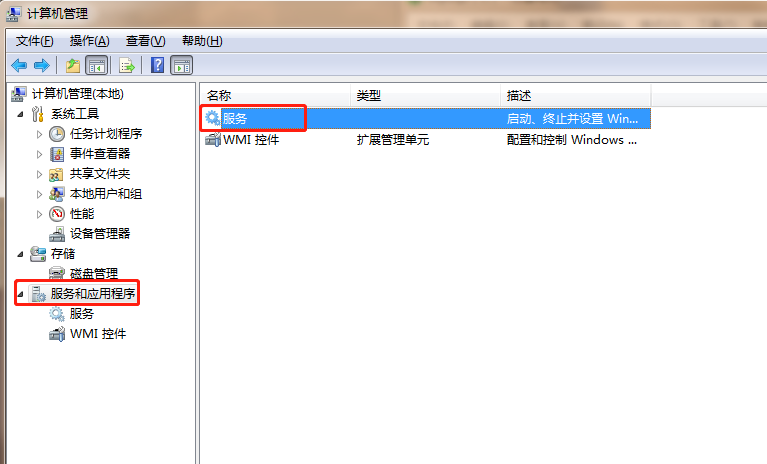 计算机管理
文件(F) 操作(A) 查看(V) 帮助(H)
计算机管理(本地)
系统工具
任务计划程序
事件查看器
共享文件夹
本地用户和组
性能
设备管理器
存储
磁盘管理
服务和应用程序
服务
WMI 控件
名称 类型 描述
服务 启动、终止并设置 Win...
WMI 控件 扩展管理单元 配置和控制 Windows ...